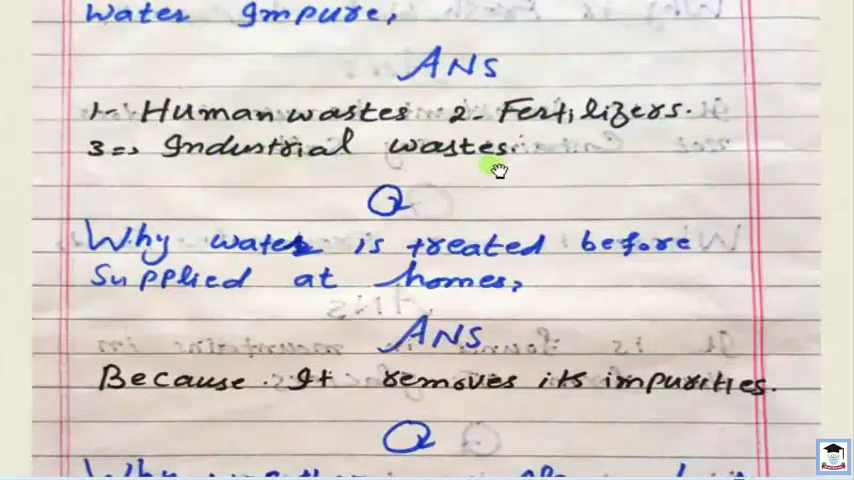 Water Impure,
ANS
1- Human wastes 2- Fertilizers.
3=> Industrial wastes.
Q
Why water is treated before
Supplied at homes,
ANS
Because. It removes its impurities.
Q
Why